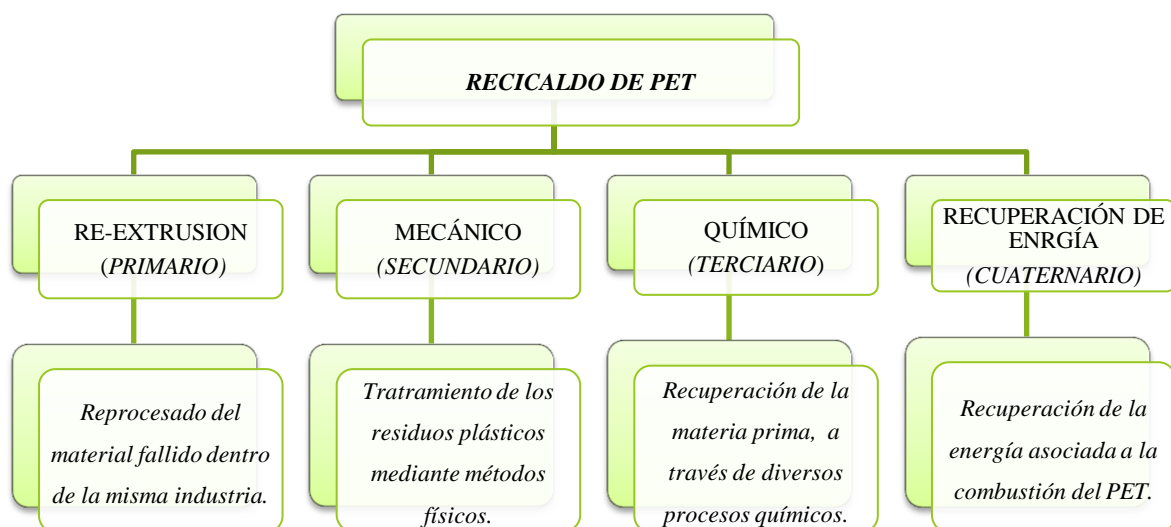 RECICALDO DE PET
RE-EXTRUSION
(PRIMARIO)
MECÁNICO
(SECUNDARIO)
QUÍMICO
(TERCIARIO)
RECUPERACIÓN DE
ENRGÍA
(CUATERNARIO)
Reprocesado del
material fallido dentro
de la misma industria.
Tratramiento de los
residuos plásticos
mediante métodos
físicos.
Recuperación de la
materia prima, a
través de diversos
procesos químicos.
Recuperación de la
energía asociada a la
combustión del PET.